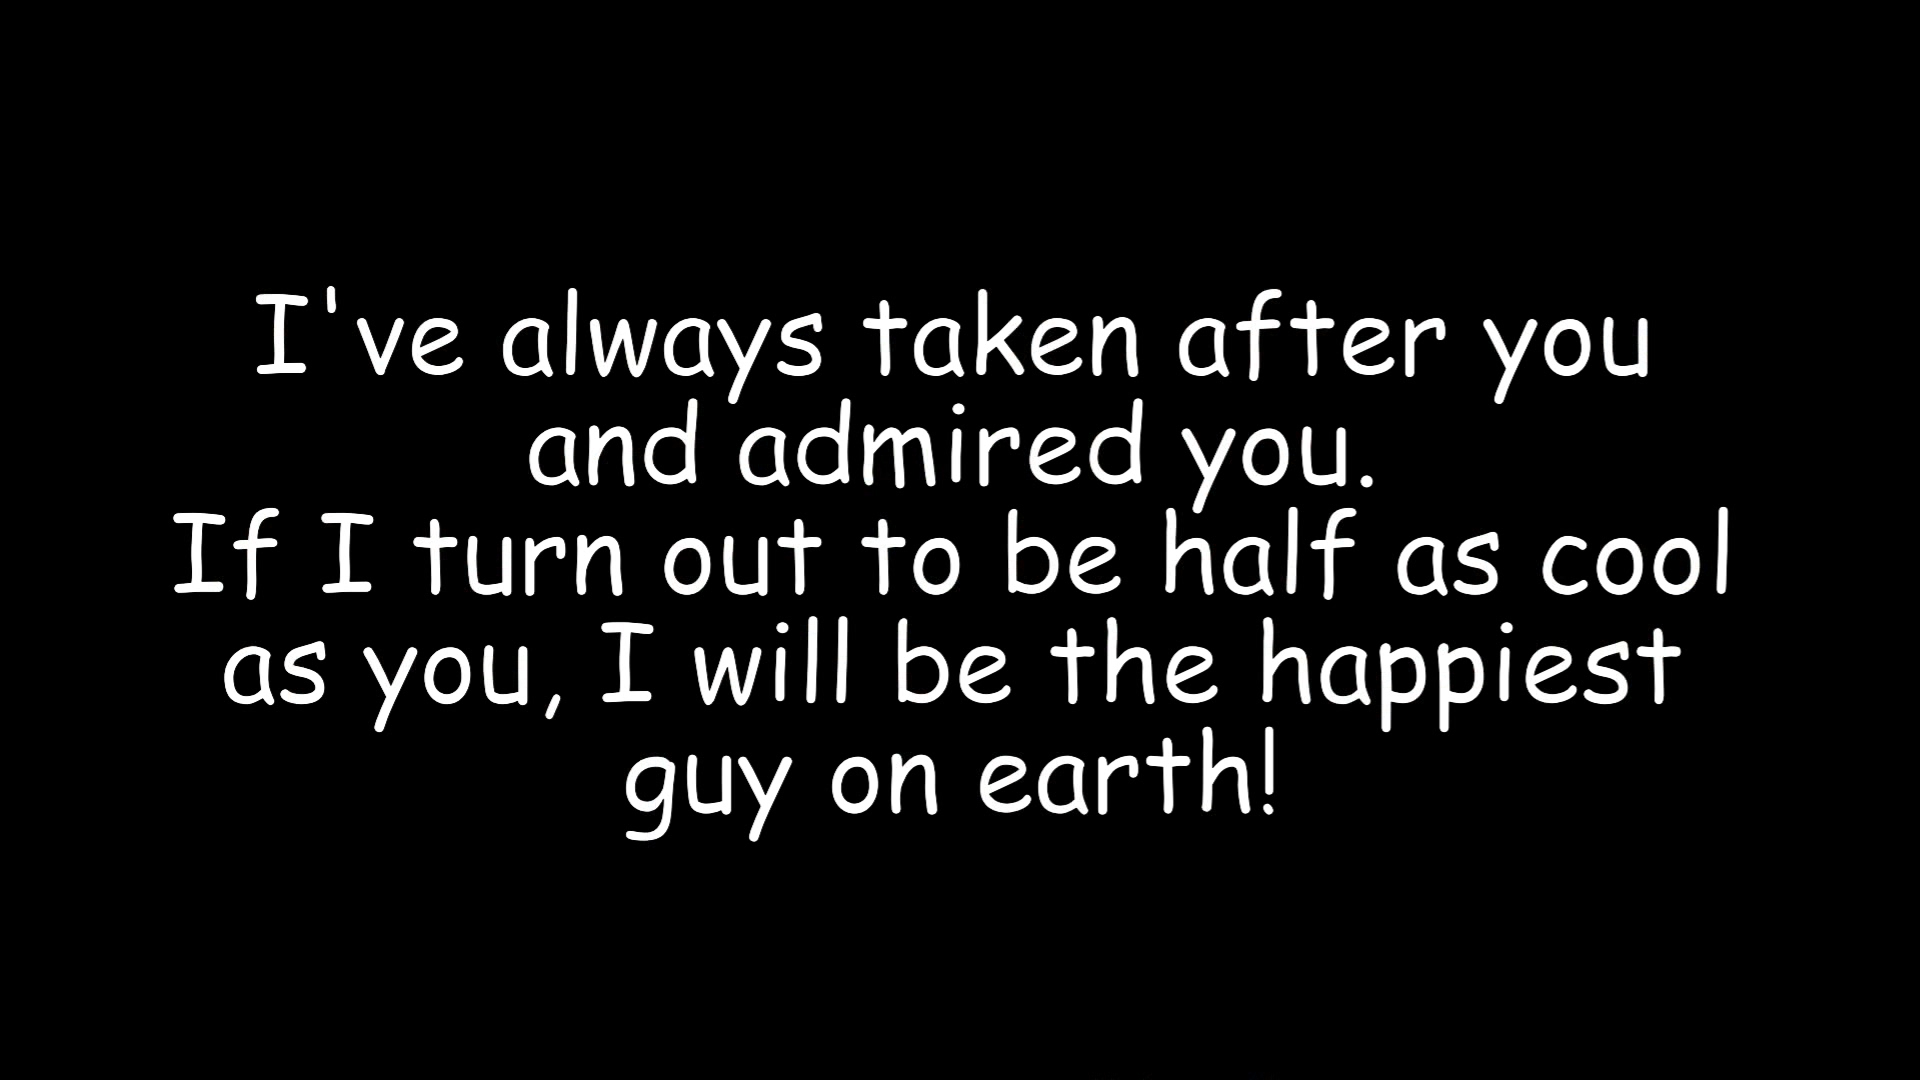 I've always taken after you
and admired you.
If I turn out to be half as cool
as you, I will be the happiest
guy on earth!